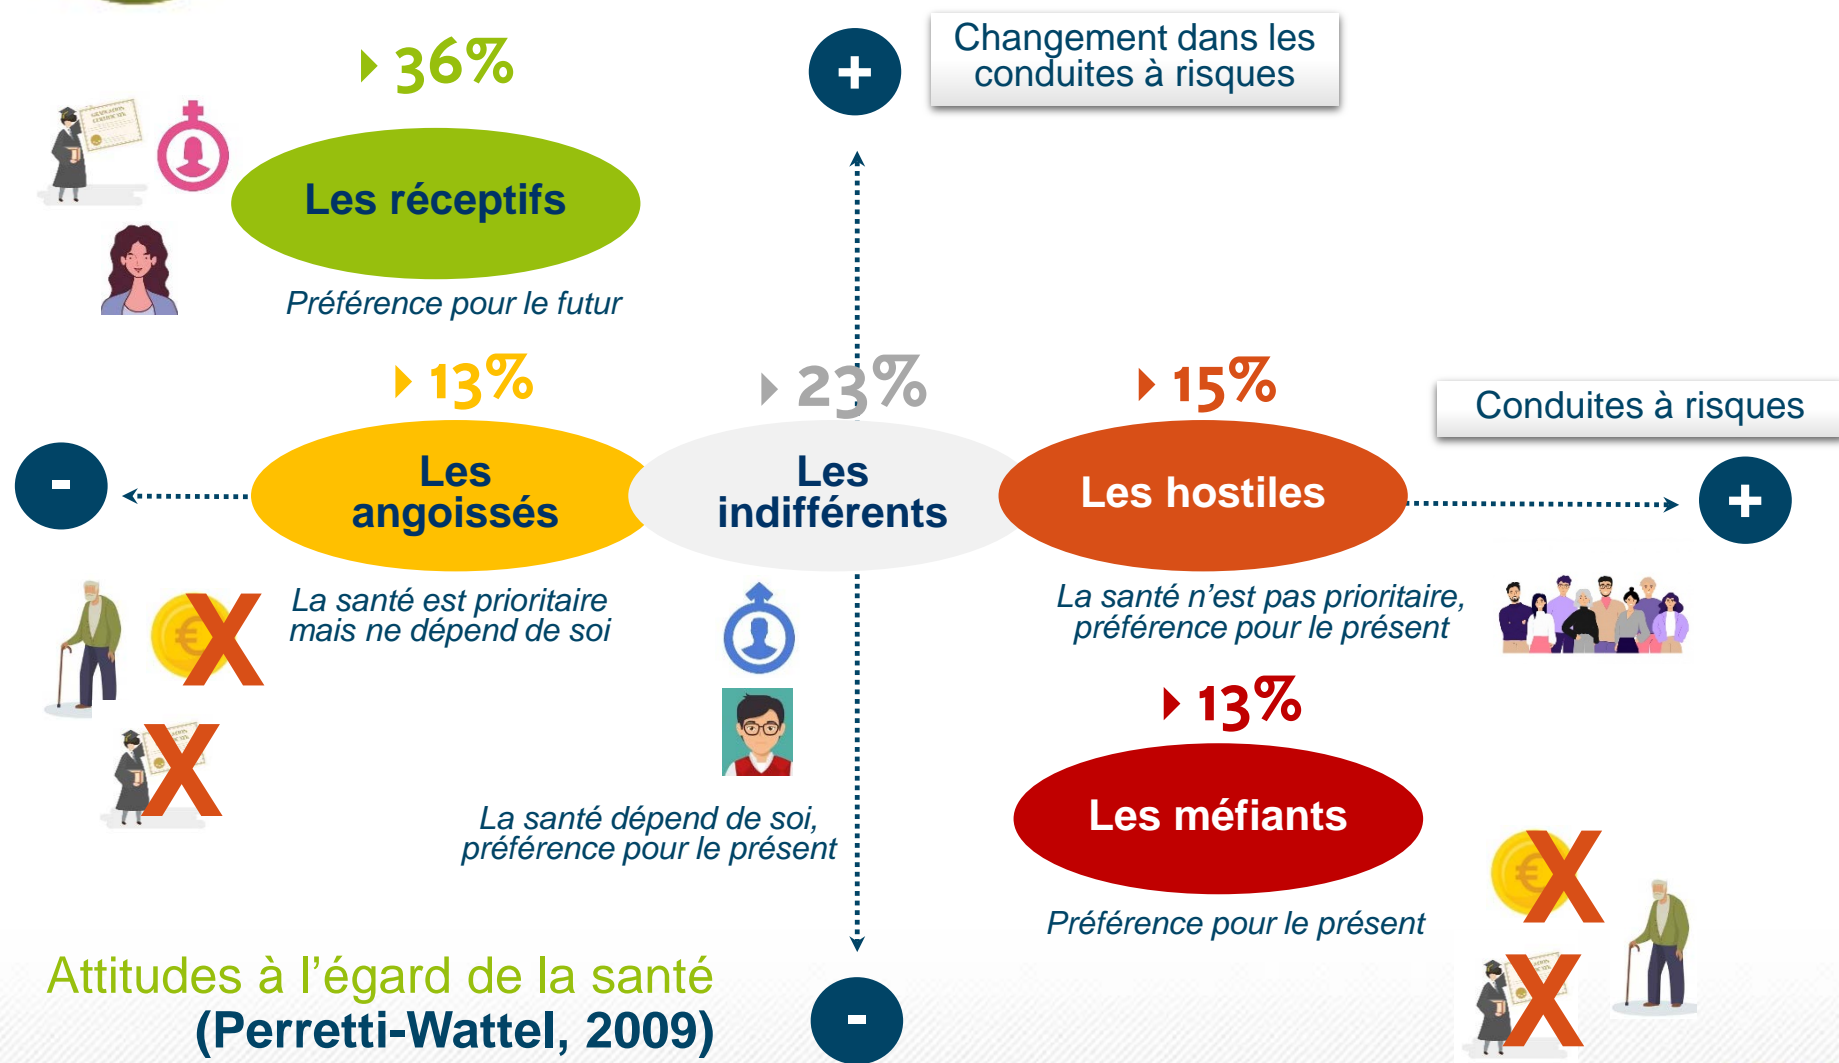 36%
+
Changement dans les
conduites à risques
Les réceptifs
Préférence pour le futur
13%
23%
15%
Conduites à risques
-
Les
angoissés
Les
indifférents
Les hostiles
+
La santé est prioritaire
mais ne dépend de soi
La santé n'est pas prioritaire,
préférence pour le présent
X
€
13%
X
La santé dépend de soi,
préférence pour le présent
Les méfiants
€
X
Préférence pour le présent
X
Attitudes à l'égard de la santé
(Perretti-Wattel, 2009)
-